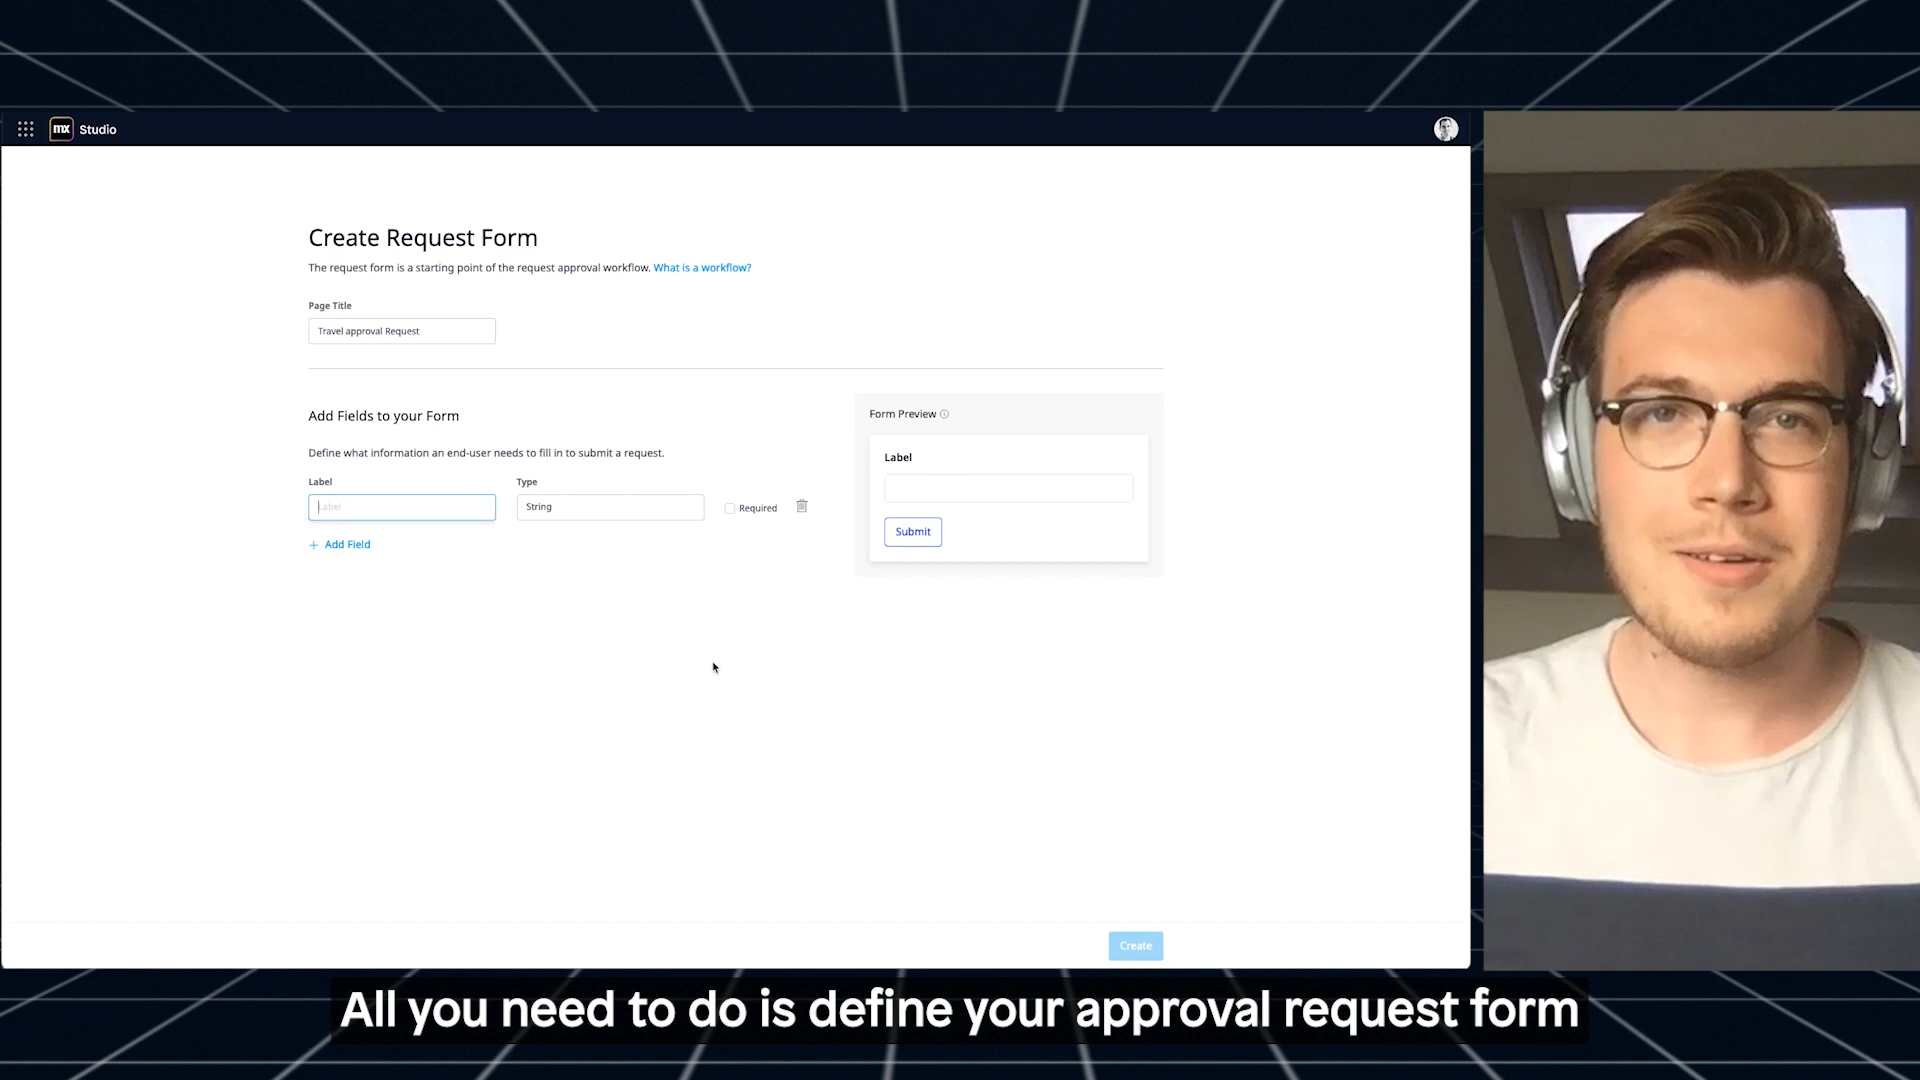 mx Studio
Create Request Form
The request form is a starting point of the request approval workflow. What is a workflow?
Page Title
Travel approval Request
Add Fields to your Form
Define what information an end-user needs to fill in to submit a request.
Label Type
Label String Required
+ Add Field
Form Preview
Label
Submit
Create
All you need to do is define your approval request form